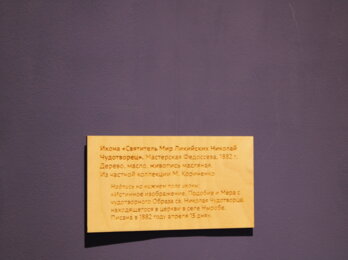 Икона «Святитель Мир Ликийских Николай
Чудотворец». Мастерская Федосеева, 1882 г.
Дерево, масло, живопись масляная.
Из частной коллекции М. Корниенко
Надпись на нижнем поле иконы:
«Истинное изображение, Подобие и Мера с
чудотворного Образа св. Николая Чудотворца
находящегося в церкви в селе Ныробе.
Писана в 1882 году апреля 15 дня».